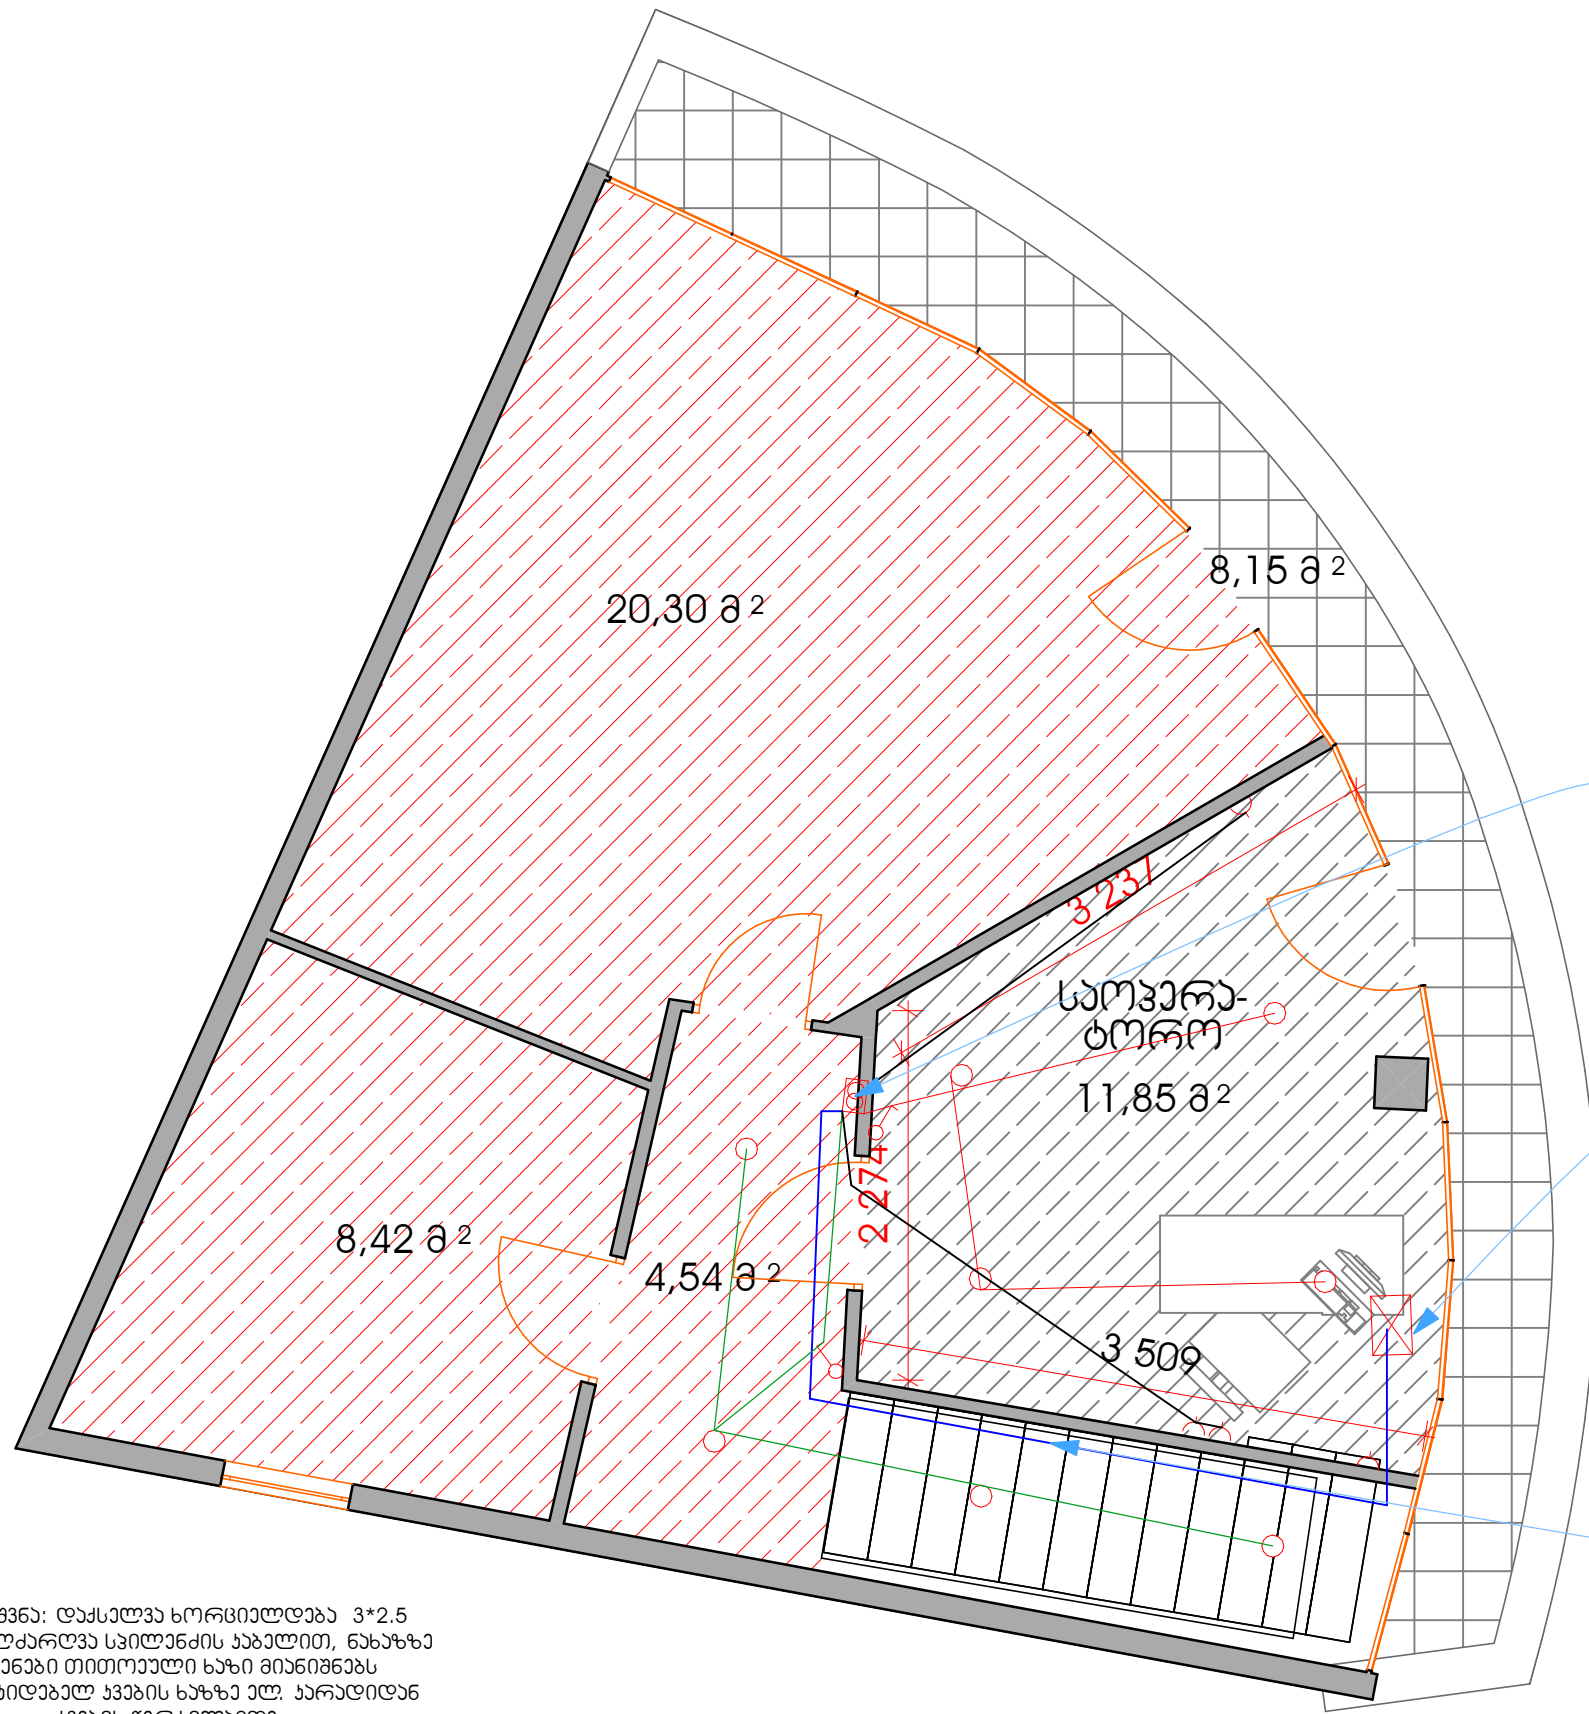 8,15 მ 2
20,30 მ 2
3 237
საოპერა-
ტორო
11,85 მ 2
2 274
8,42 მ 2
4,54 მ 2
3 509
დაქსელვა ხორციელდება 3*2.5
სპილენძის კაბელით, ნახაზზე
თითოეული ხაზი მიანიშნებს
კვების ხაზზე ელ. კარადიდან